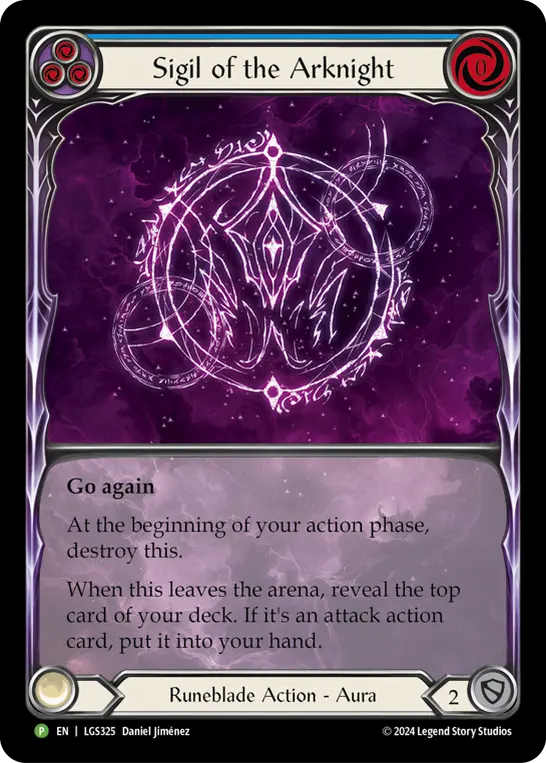 Sigil of the Arknight
0
Go again
At the beginning of your action phase,
destroy this.
When this leaves the arena, reveal the top
card of your deck. If it's an attack action
card, put it into your hand.
Runeblade Action - Aura
2
P EN | LGS325 Daniel Jiménez
© 2024 Legend Story Studios